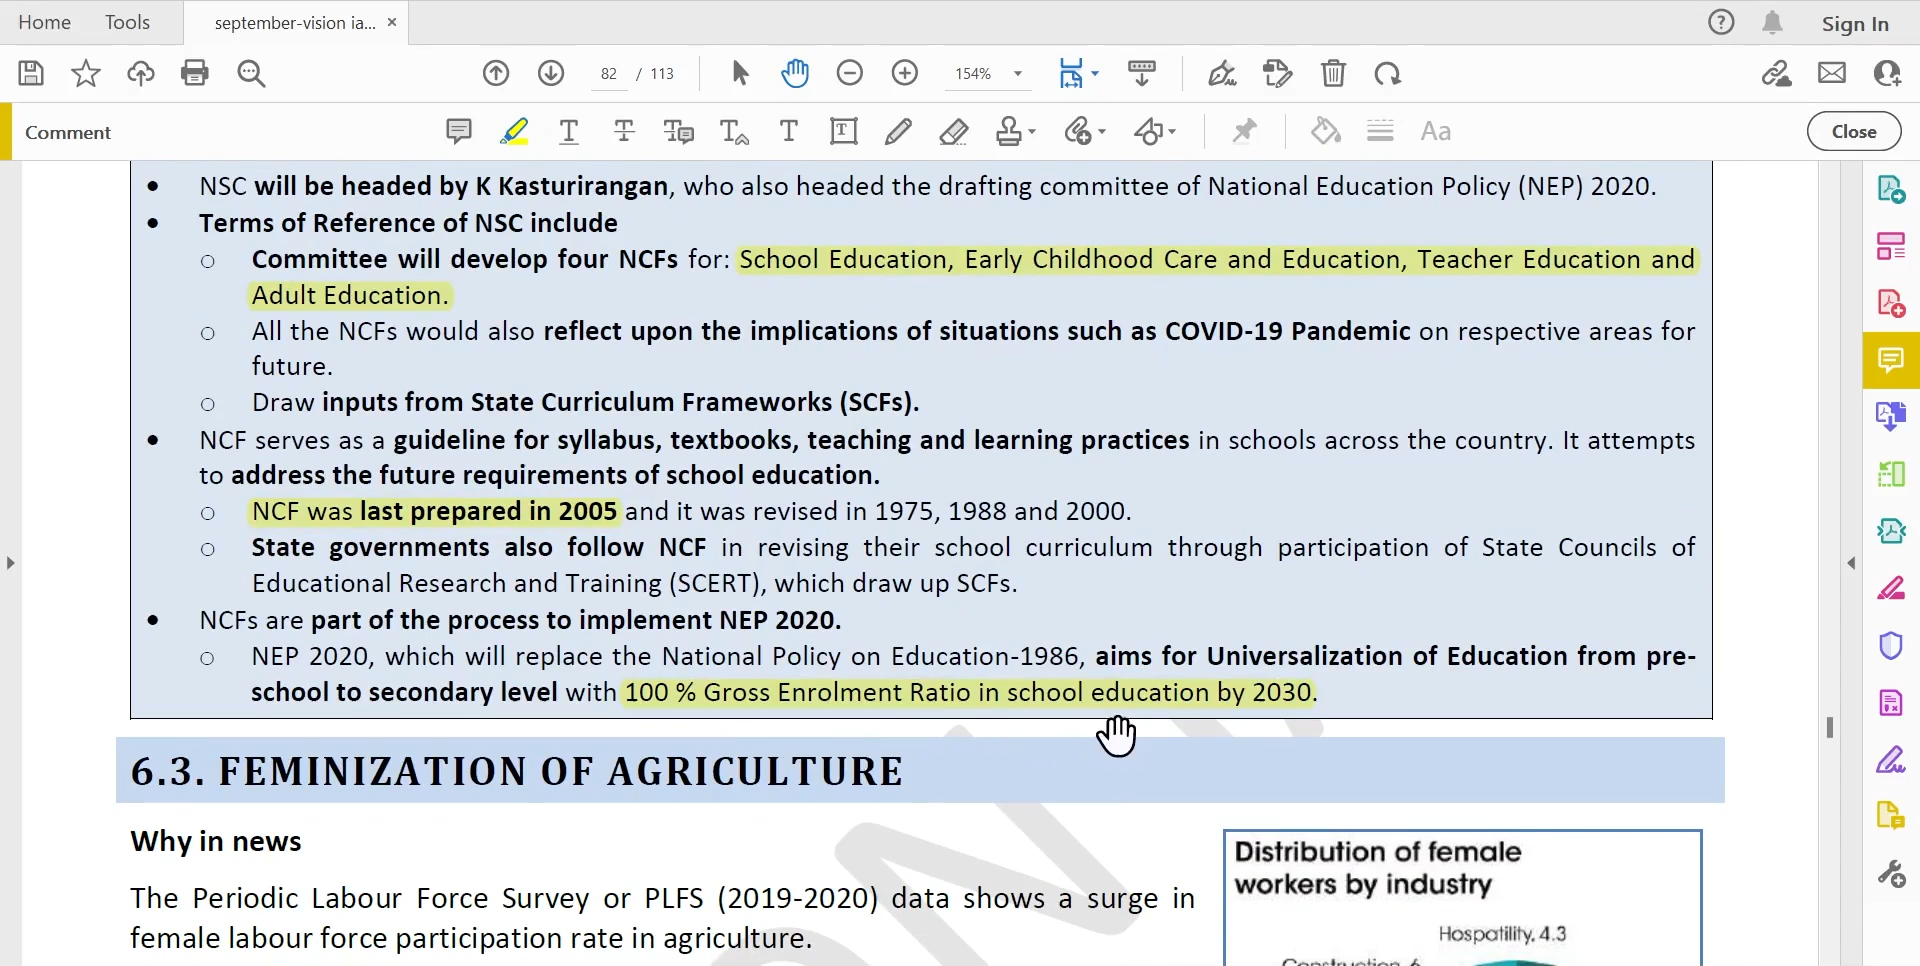 Home Tools september-vision ia... × Sign In
82 / 113 154%
Comment Close
• NSC will be headed by K Kasturirangan, who also headed the drafting committee of National Education Policy (NEP) 2020.
• Terms of Reference of NSC include
○ Committee will develop four NCFs for: School Education, Early Childhood Care and Education, Teacher Education and
Adult Education.
○ All the NCFs would also reflect upon the implications of situations such as COVID-19 Pandemic on respective areas for
future.
○ Draw inputs from State Curriculum Frameworks (SCFs).
• NCF serves as a guideline for syllabus, textbooks, teaching and learning practices in schools across the country. It attempts
to address the future requirements of school education.
○ NCF was last prepared in 2005 and it was revised in 1975, 1988 and 2000.
○ State governments also follow NCF in revising their school curriculum through participation of State Councils of
Educational Research and Training (SCERT), which draw up SCFs.
• NCFs are part of the process to implement NEP 2020.
○ NEP 2020, which will replace the National Policy on Education-1986, aims for Universalization of Education from pre-
school to secondary level with 100 % Gross Enrolment Ratio in school education by 2030.
6.3. FEMINIZATION OF AGRICULTURE
Why in news
The Periodic Labour Force Survey or PLFS (2019-2020) data shows a surge in
female labour force participation rate in agriculture.
Distribution of female
workers by industry
Hospatility, 4.3